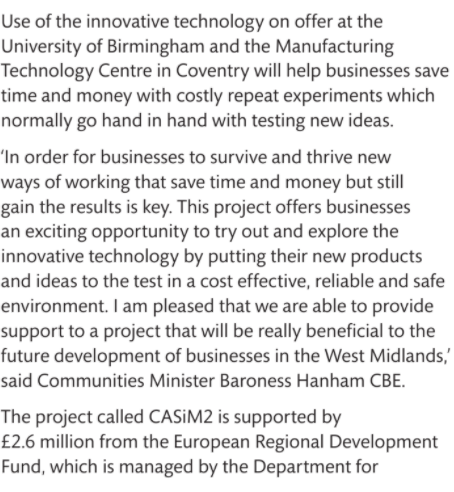 Use of the innovative technology on offer at the
University of Birmingham and the Manufacturing
Technology Centre in Coventry will help businesses save
time and money with costly repeat experiments which
normally go hand in hand with testing new ideas.
‘In order for businesses to survive and thrive new
ways of working that save time and money but still
gain the results is key. This project offers businesses
an exciting opportunity to try out and explore the
innovative technology by putting their new products
and ideas to the test in a cost effective, reliable and safe
environment. I am pleased that we are able to provide
support to a project that will be really beneficial to the
future development of businesses in the West Midlands,’
said Communities Minister Baroness Hanham CBE.
The project called CASiM2 is supported by
£2.6 million from the European Regional Development
Fund, which is managed by the Department for